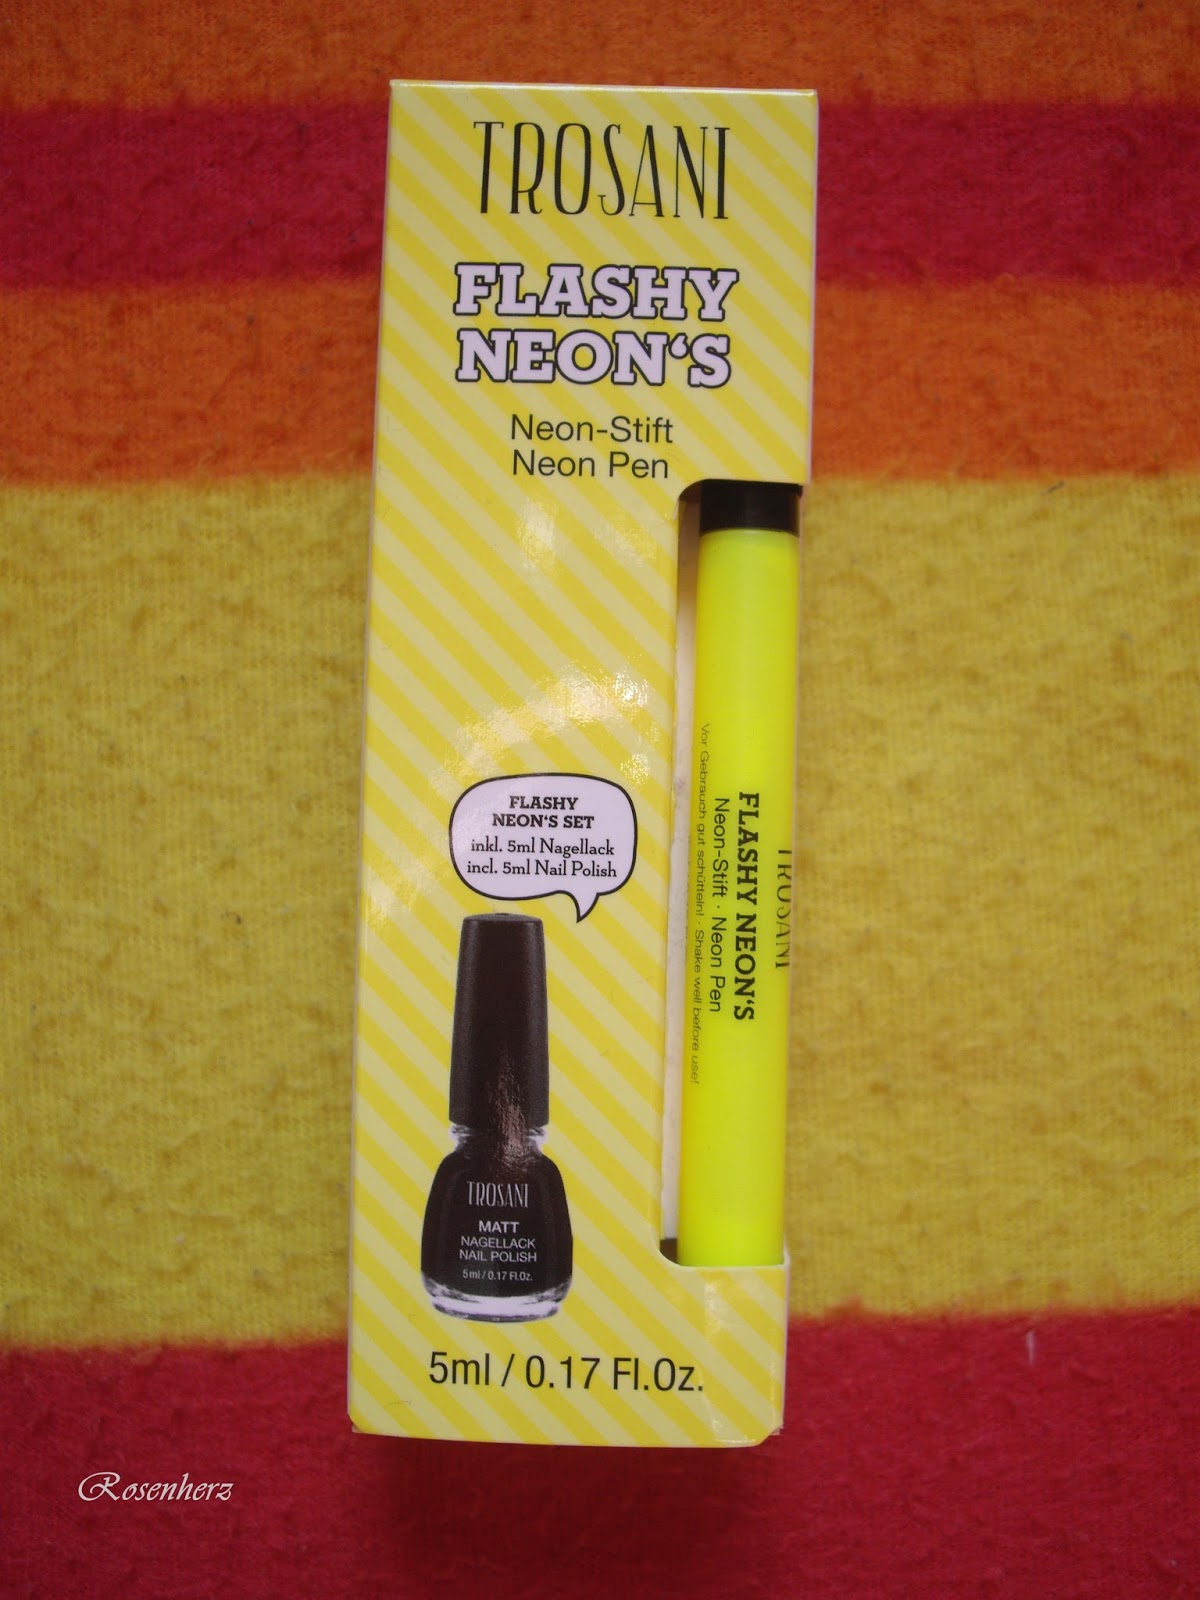 TROSANI
FLASHY
NEON‘S
Neon-Stift
Neon Pen
TROSANI
FLASHY NEON‘S
Neon-Stift · Neon Pen
Vor Gebrauch gut schütteln! · Shake well before use!
FLASHY
NEON‘S SET
inkl. 5ml Nagellack
incl. 5ml Nail Polish
TROSANI
MATT
NAGELLACK
NAIL POLISH
5ml / 0.17 Fl.Oz.
5ml / 0.17 Fl.Oz.
Rosenherz